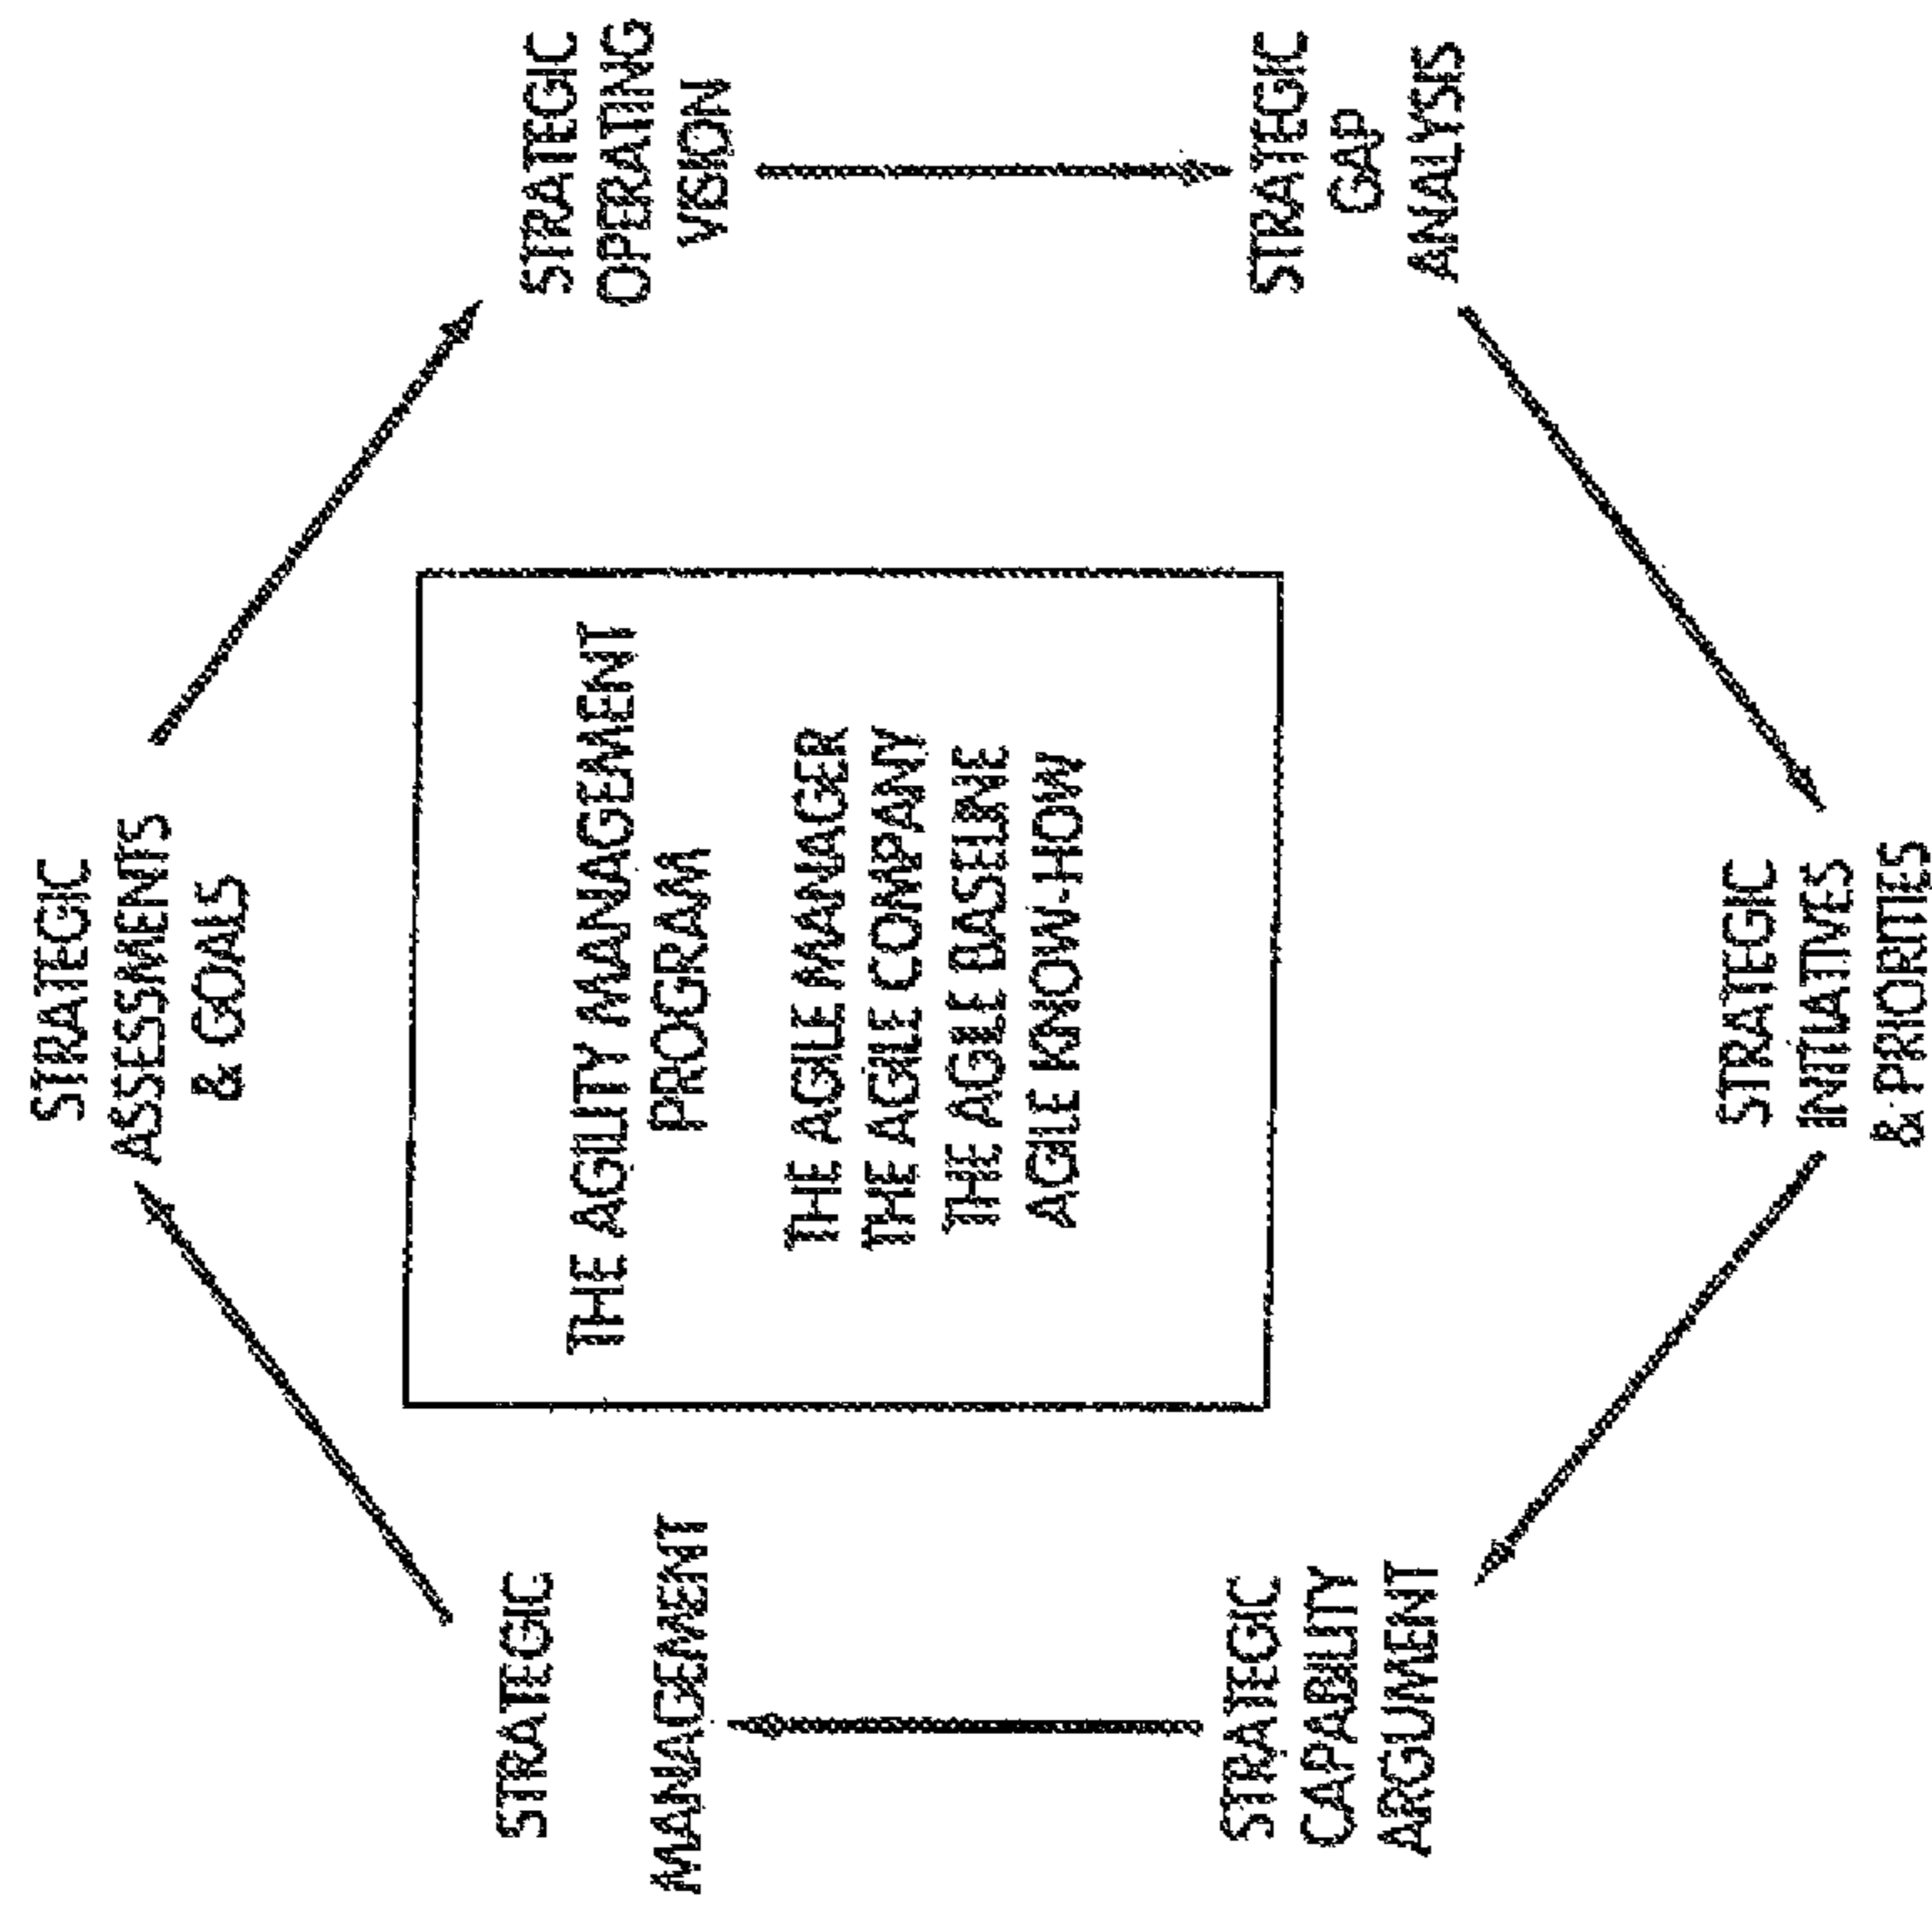 STRATEGIC
ASSESSMENTS
& GOALS
STRATEGIC
OPERATING
VISION
STRATEGIC
GAP
ANALYSIS
STRATEGIC
INITIATIVES
& PRIORITIES
STRATEGIC
CAPABILITY
ARGUMENT
STRATEGIC
MANAGEMENT
THE AGILITY MANAGEMENT
PROGRAM
THE AGILE MANAGER
THE AGILE COMPANY
THE AGILE BASELINE
AGILE KNOW-HOW